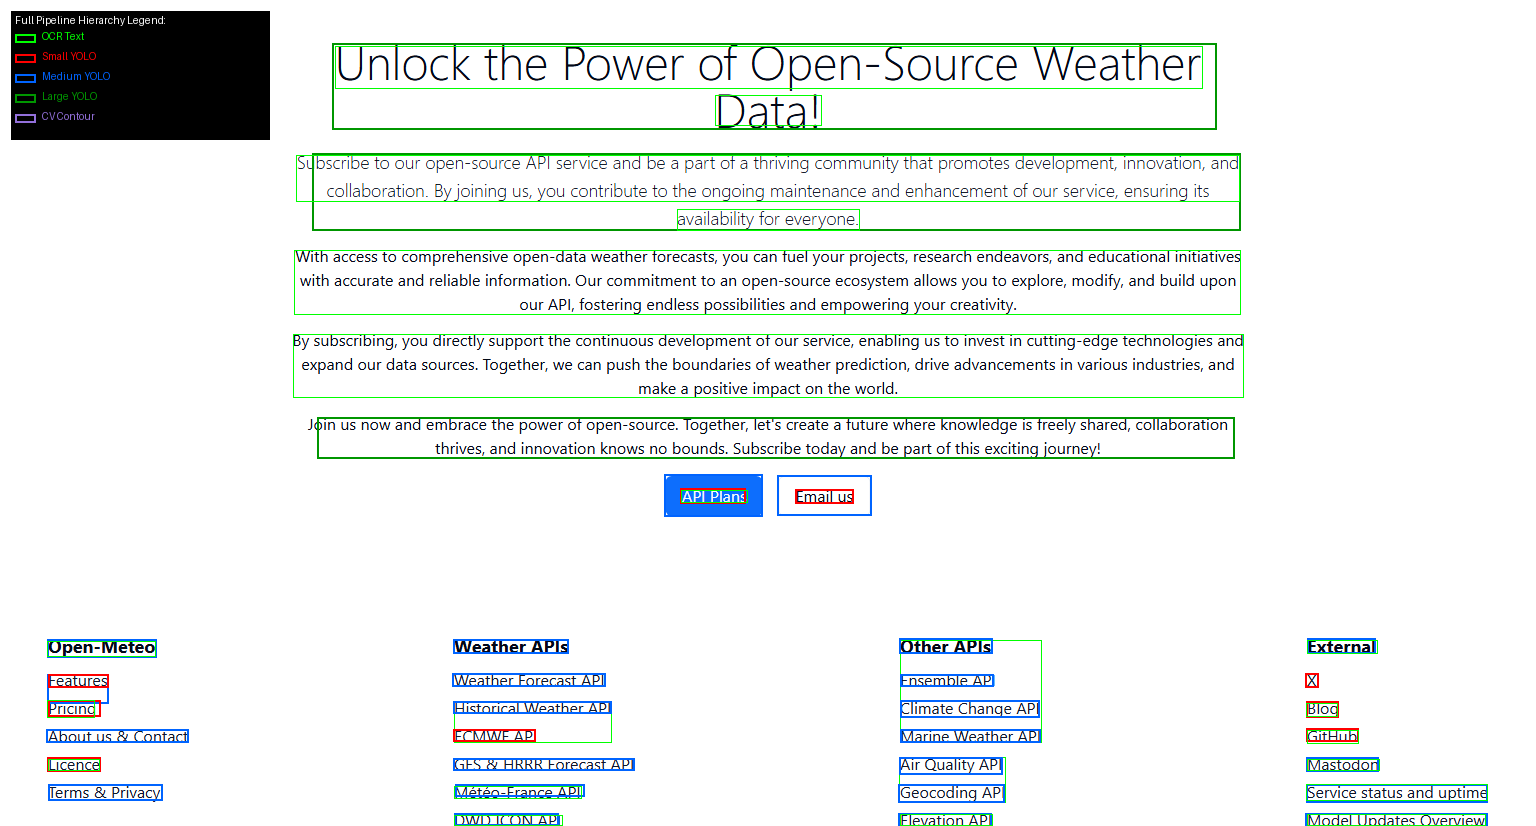 Full Pipeline Hierarchy Legend:
OCR Text
Small YOLO
Medium YOLO
Large YOLO
CV Contour
Unlock the Power of Open-Source Weather
Data!
Subscribe to our open-source API service and be a part of a thriving community that promotes development, innovation, and
collaboration. By joining us, you contribute to the ongoing maintenance and enhancement of our service, ensuring its
availability for everyone.
With access to comprehensive open-data weather forecasts, you can fuel your projects, research endeavors, and educational initiatives
with accurate and reliable information. Our commitment to an open-source ecosystem allows you to explore, modify, and build upon
our API, fostering endless possibilities and empowering your creativity.
By subscribing, you directly support the continuous development of our service, enabling us to invest in cutting-edge technologies and
expand our data sources. Together, we can push the boundaries of weather prediction, drive advancements in various industries, and
make a positive impact on the world.
Join us now and embrace the power of open-source. Together, let's create a future where knowledge is freely shared, collaboration
thrives, and innovation knows no bounds. Subscribe today and be part of this exciting journey!
API Plans
Email us
Open-Meteo
Features
Pricing
About us & Contact
Licence
Terms & Privacy
Weather APIs
Weather Forecast API
Historical Weather API
ECMWF API
GFS & HRRR Forecast API
Météo-France API
DWD ICON API
Other APIs
Ensemble API
Climate Change API
Marine Weather API
Air Quality API
Geocoding API
Elevation API
External
X
Blog
GitHub
Mastodon
Service status and uptime
Model Updates Overview